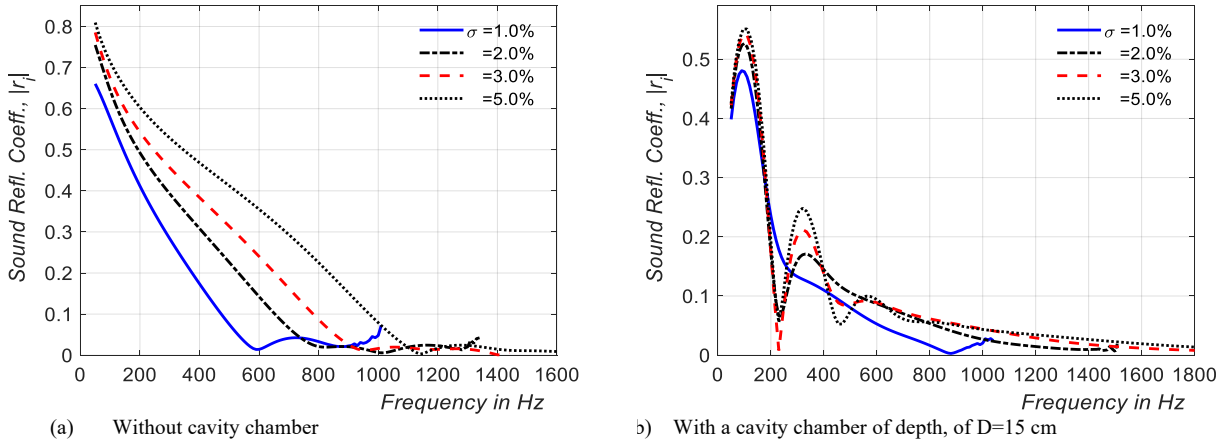 0.8
0.7
0.6
0.5
0.4
0.3
0.2
0.1
0
Sound Refl. Coeff., |rj|
σ =1.0%
=2.0%
=3.0%
=5.0%
0 200 400 600 800 1000 1200 1400 1600
Frequency in Hz
(a) Without cavity chamber
0.5
0.4
0.3
0.2
0.1
0
Sound Refl. Coeff., |rj|
σ =1.0%
=2.0%
=3.0%
=5.0%
0 200 400 600 800 1000 1200 1400 1600 1800
Frequency in Hz
b) With a cavity chamber of depth, of D=15 cm